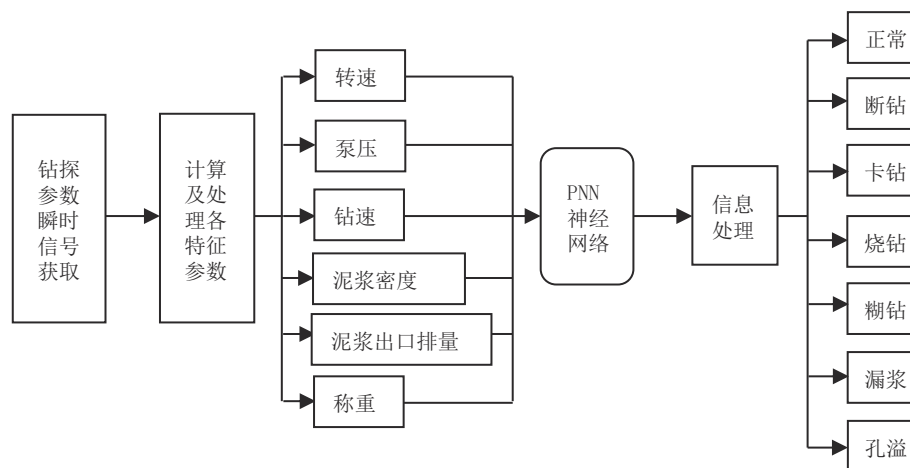 钻探
参数
瞬时
信号
获取
计算
及处
理各
特征
参数
转速
泵压
钻速
泥浆密度
泥浆出口排量
称重
PNN
神经
网络
信息
处理
正常
断钻
卡钻
烧钻
糊钻
漏浆
孔溢